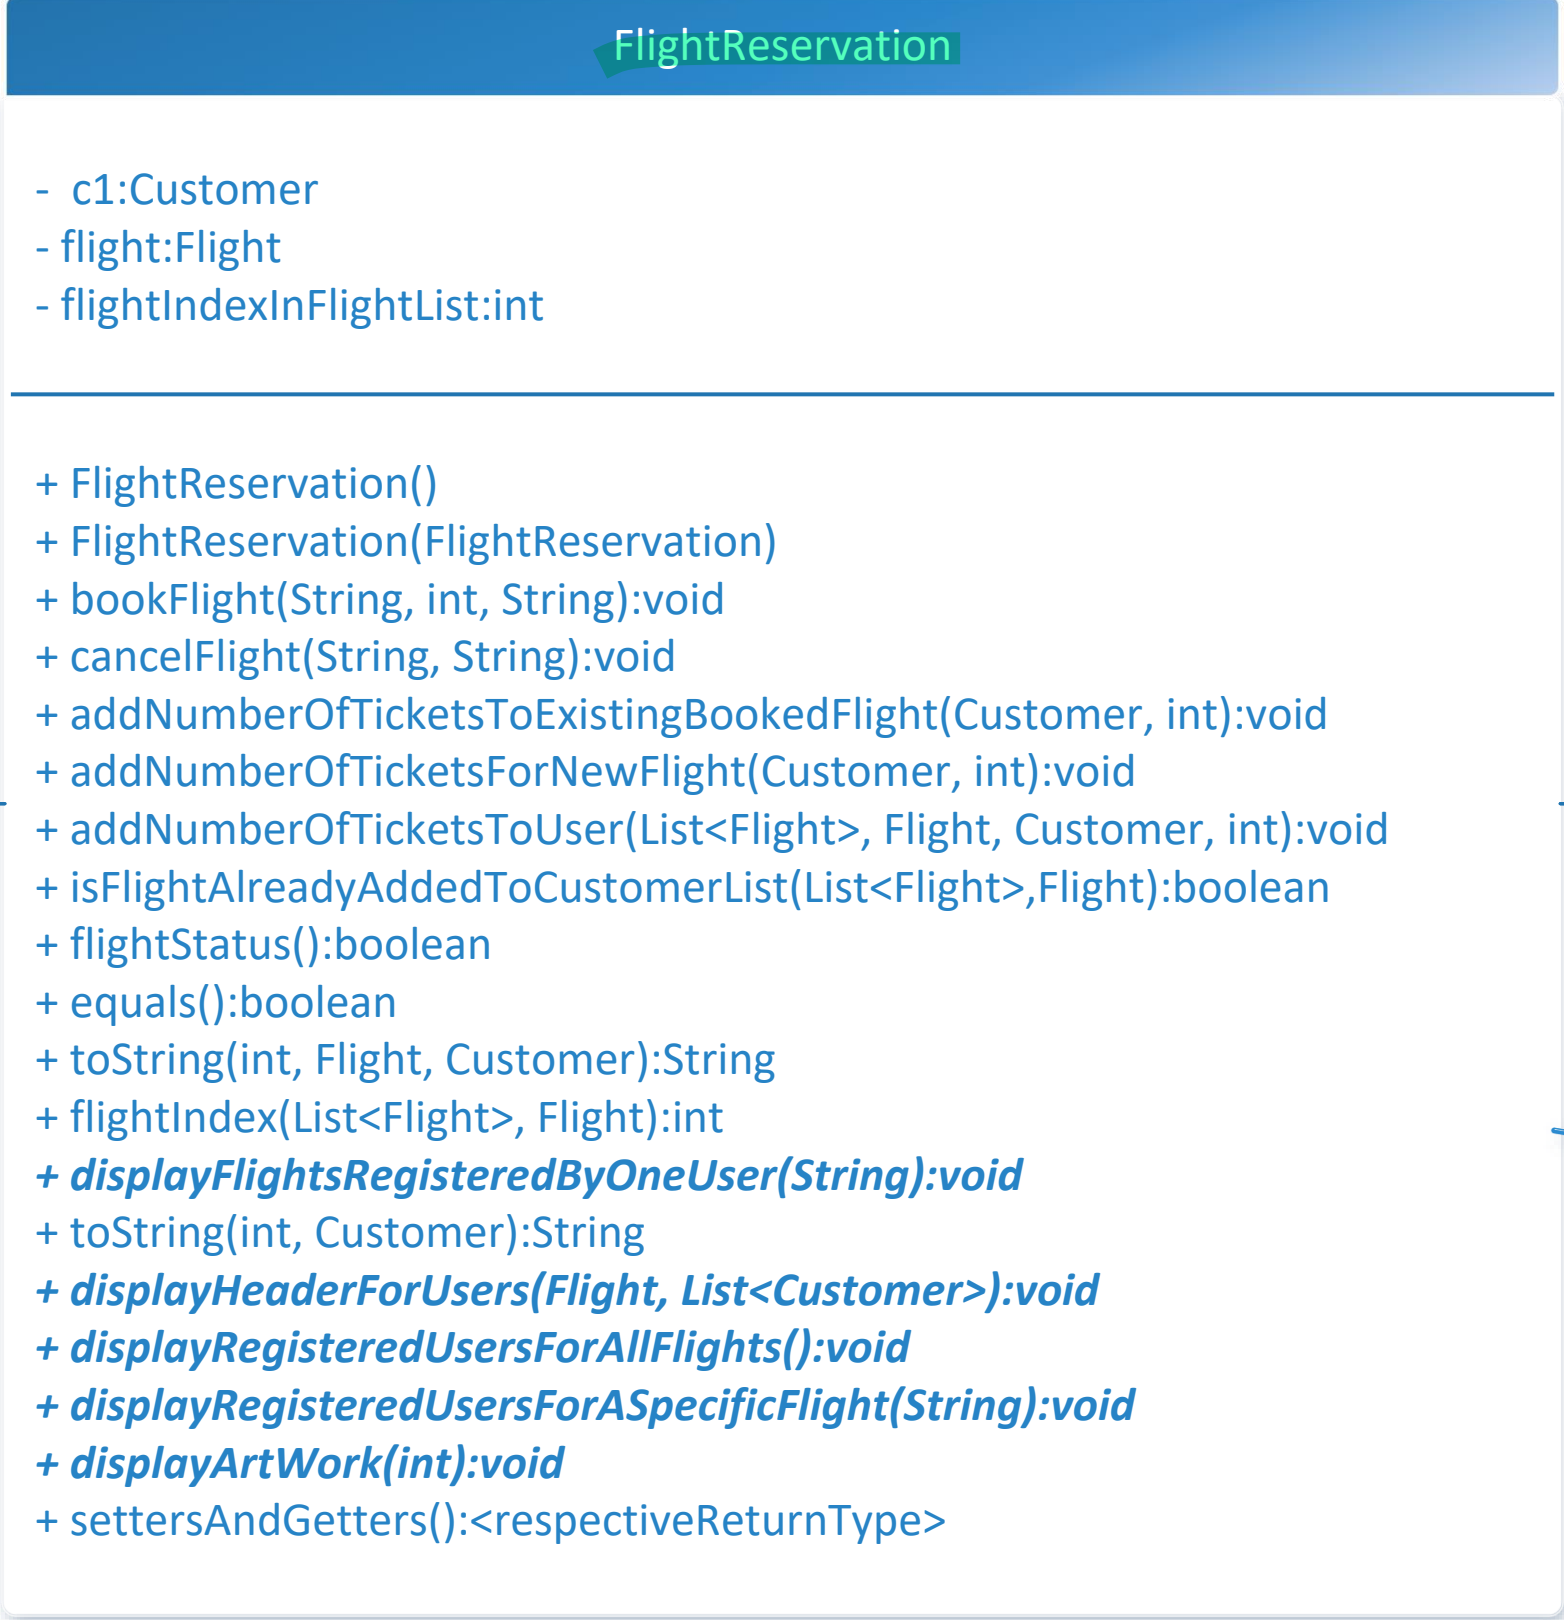 FlightReservation
- c1:Customer
- flight:Flight
- flightIndexInFlightList:int
+ FlightReservation()
+ FlightReservation(FlightReservation)
+ bookFlight(String, int, String):void
+ cancelFlight(String, String):void
+ addNumberOfTicketsToExistingBookedFlight(Customer, int):void
+ addNumberOfTicketsForNewFlight(Customer, int):void
+ addNumberOfTicketsToUser(List<Flight>, Flight, Customer, int):void
+ isFlightAlreadyAddedToCustomerList(List<Flight>,Flight):boolean
+ flightStatus():boolean
+ equals():boolean
+ toString(int, Flight, Customer):String
+ flightIndex(List<Flight>, Flight):int
+ displayFlightsRegisteredByOneUser(String):void
+ toString(int, Customer):String
+ displayHeaderForUsers(Flight, List<Customer>):void
+ displayRegisteredUsersForAllFlights():void
+ displayRegisteredUsersForASpecificFlight(String):void
+ displayArtWork(int):void
+ settersAndGetters():<respectiveReturnType>